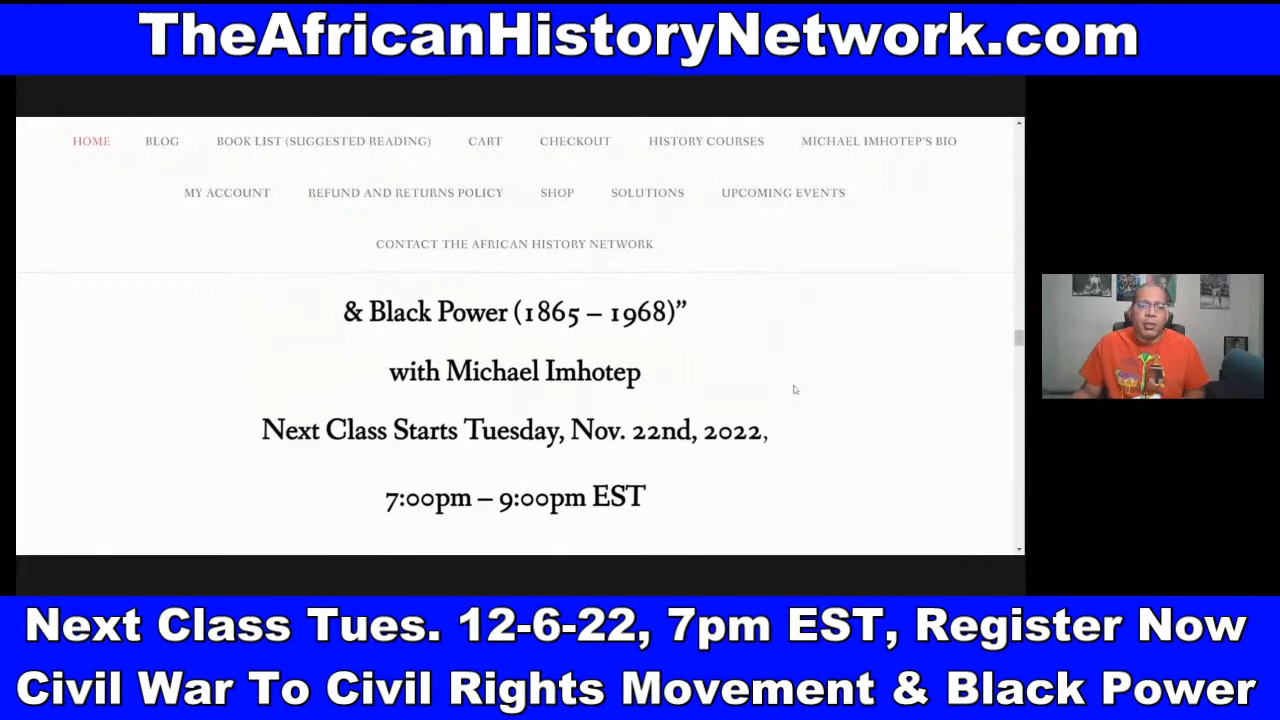 TheAfricanHistoryNetwork.com
HOME BLOG BOOK LIST (SUGGESTED READING) CART CHECKOUT HISTORY COURSES MICHAEL IMHOTEP'S BIO
MY ACCOUNT REFUND AND RETURNS POLICY SHOP SOLUTIONS UPCOMING EVENTS
CONTACT THE AFRICAN HISTORY NETWORK
& Black Power (1865 – 1968)”
with Michael Imhotep
Next Class Starts Tuesday, Nov. 22nd, 2022,
7:00pm – 9:00pm EST
Next Class Tues. 12-6-22, 7pm EST, Register Now
Civil War To Civil Rights Movement & Black Power